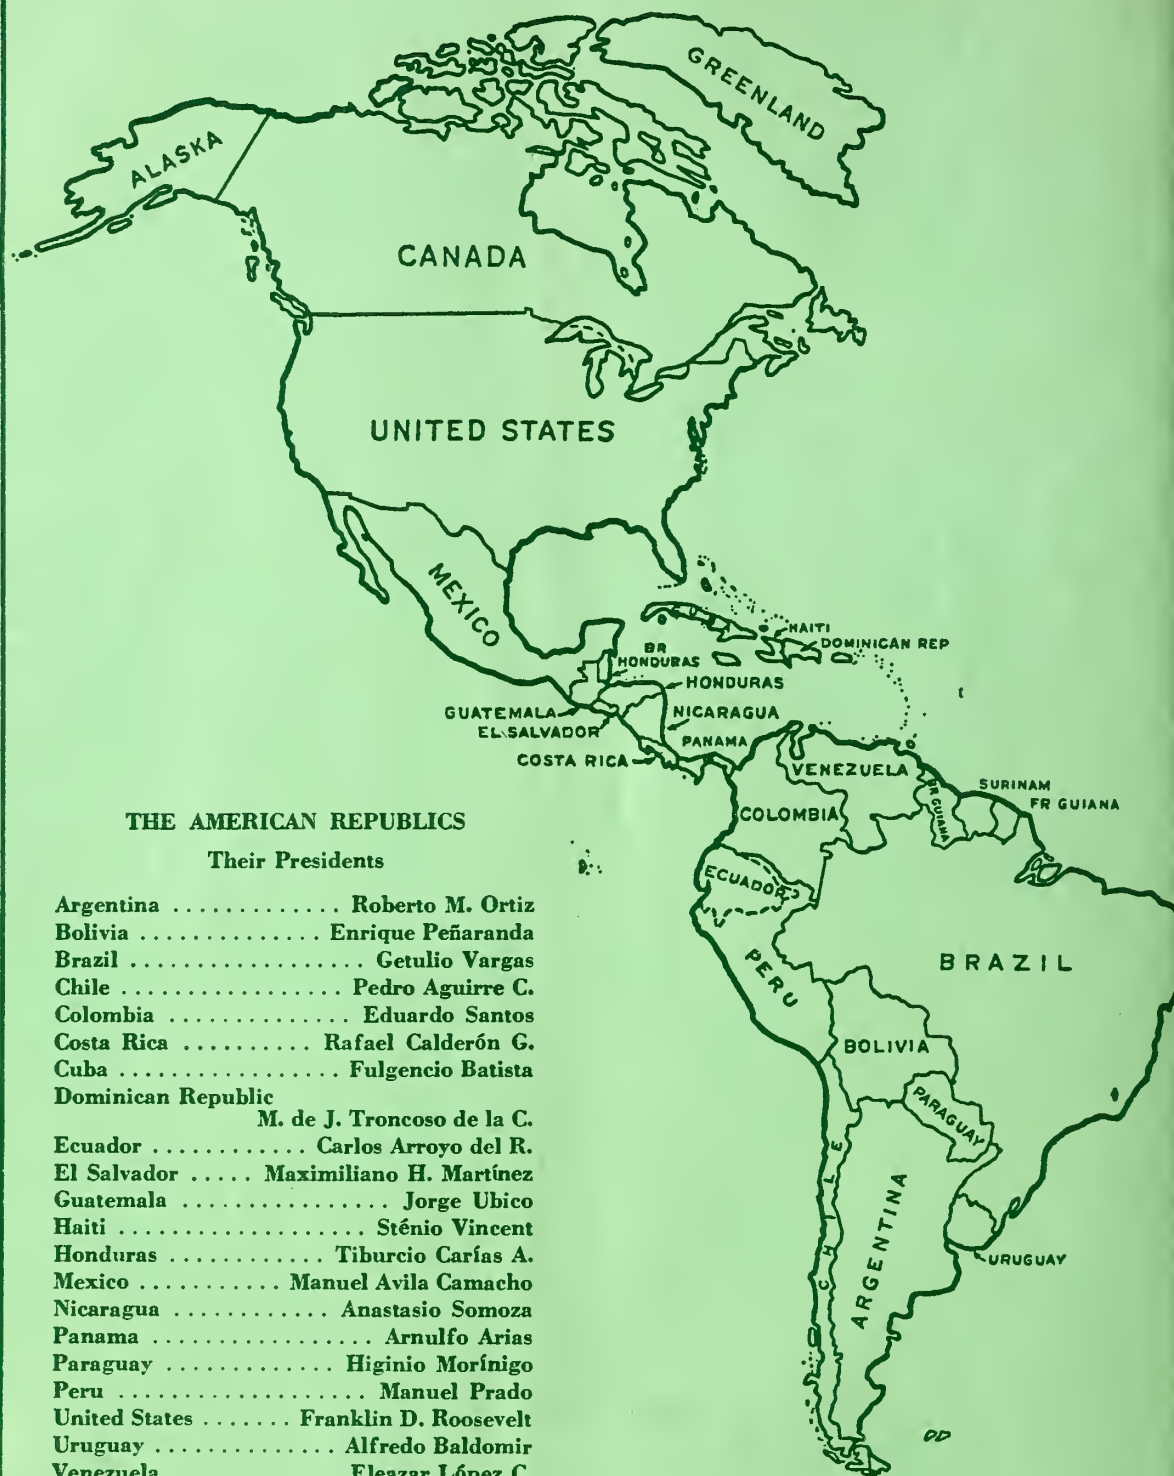 GREENLAND
ALASKA
CANADA
UNITED STATES
MEXICO
CUBA
HAITI
DOMINICAN REP
BR
HONDURAS
HONDURAS
GUATEMALA
NICARAGUA
EL SALVADOR
PANAMA
COSTA RICA
VENEZUELA
SURINAM
BR GUIANA
FR GUIANA
COLOMBIA
ECUADOR
PERU
BRAZIL
BOLIVIA
PARAGUAY
CHILE
ARGENTINA
URUGUAY
THE AMERICAN REPUBLICS
Their Presidents
Argentina ............. Roberto M. Ortiz
Bolivia .............. Enrique Peñaranda
Brazil .................. Getulio Vargas
Chile ................. Pedro Aguirre C.
Colombia .............. Eduardo Santos
Costa Rica .......... Rafael Calderón G.
Cuba ................. Fulgencio Batista
Dominican Republic
M. de J. Troncoso de la C.
Ecuador ............ Carlos Arroyo del R.
El Salvador ..... Maximiliano H. Martínez
Guatemala ................ Jorge Ubico
Haiti ................... Sténio Vincent
Honduras ............ Tiburcio Carías A.
Mexico ........... Manuel Avila Camacho
Nicaragua ............ Anastasio Somoza
Panama ................. Arnulfo Arias
Paraguay ............. Higinio Morínigo
Peru .................... Manuel Prado
United States ....... Franklin D. Roosevelt
Uruguay .............. Alfredo Baldomir
Venezuela Eleazar López C.